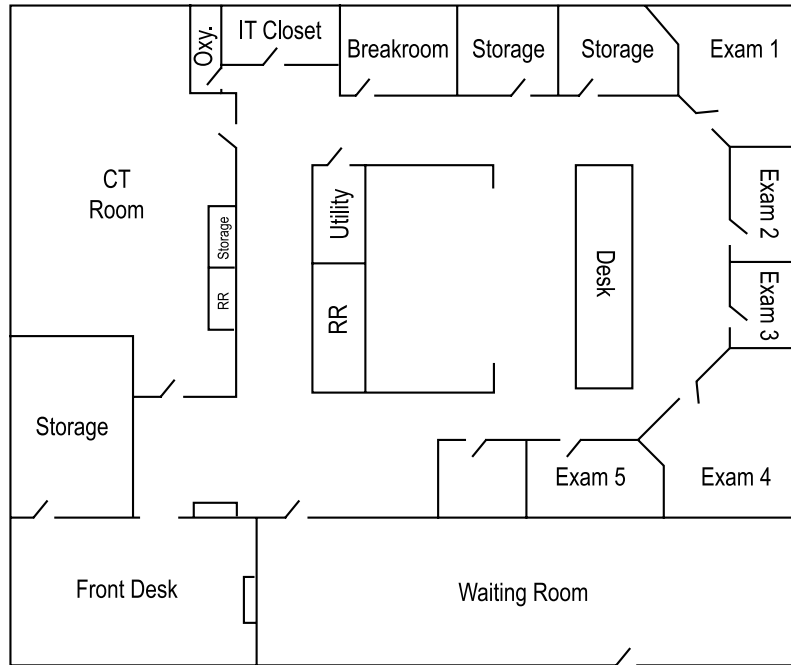 Oxy.
IT Closet
Breakroom
Storage
Storage
Exam 1
CT
Room
Storage
RR
Utility
RR
Desk
Exam 2
Exam 3
Storage
Exam 5
Exam 4
Front Desk
Waiting Room